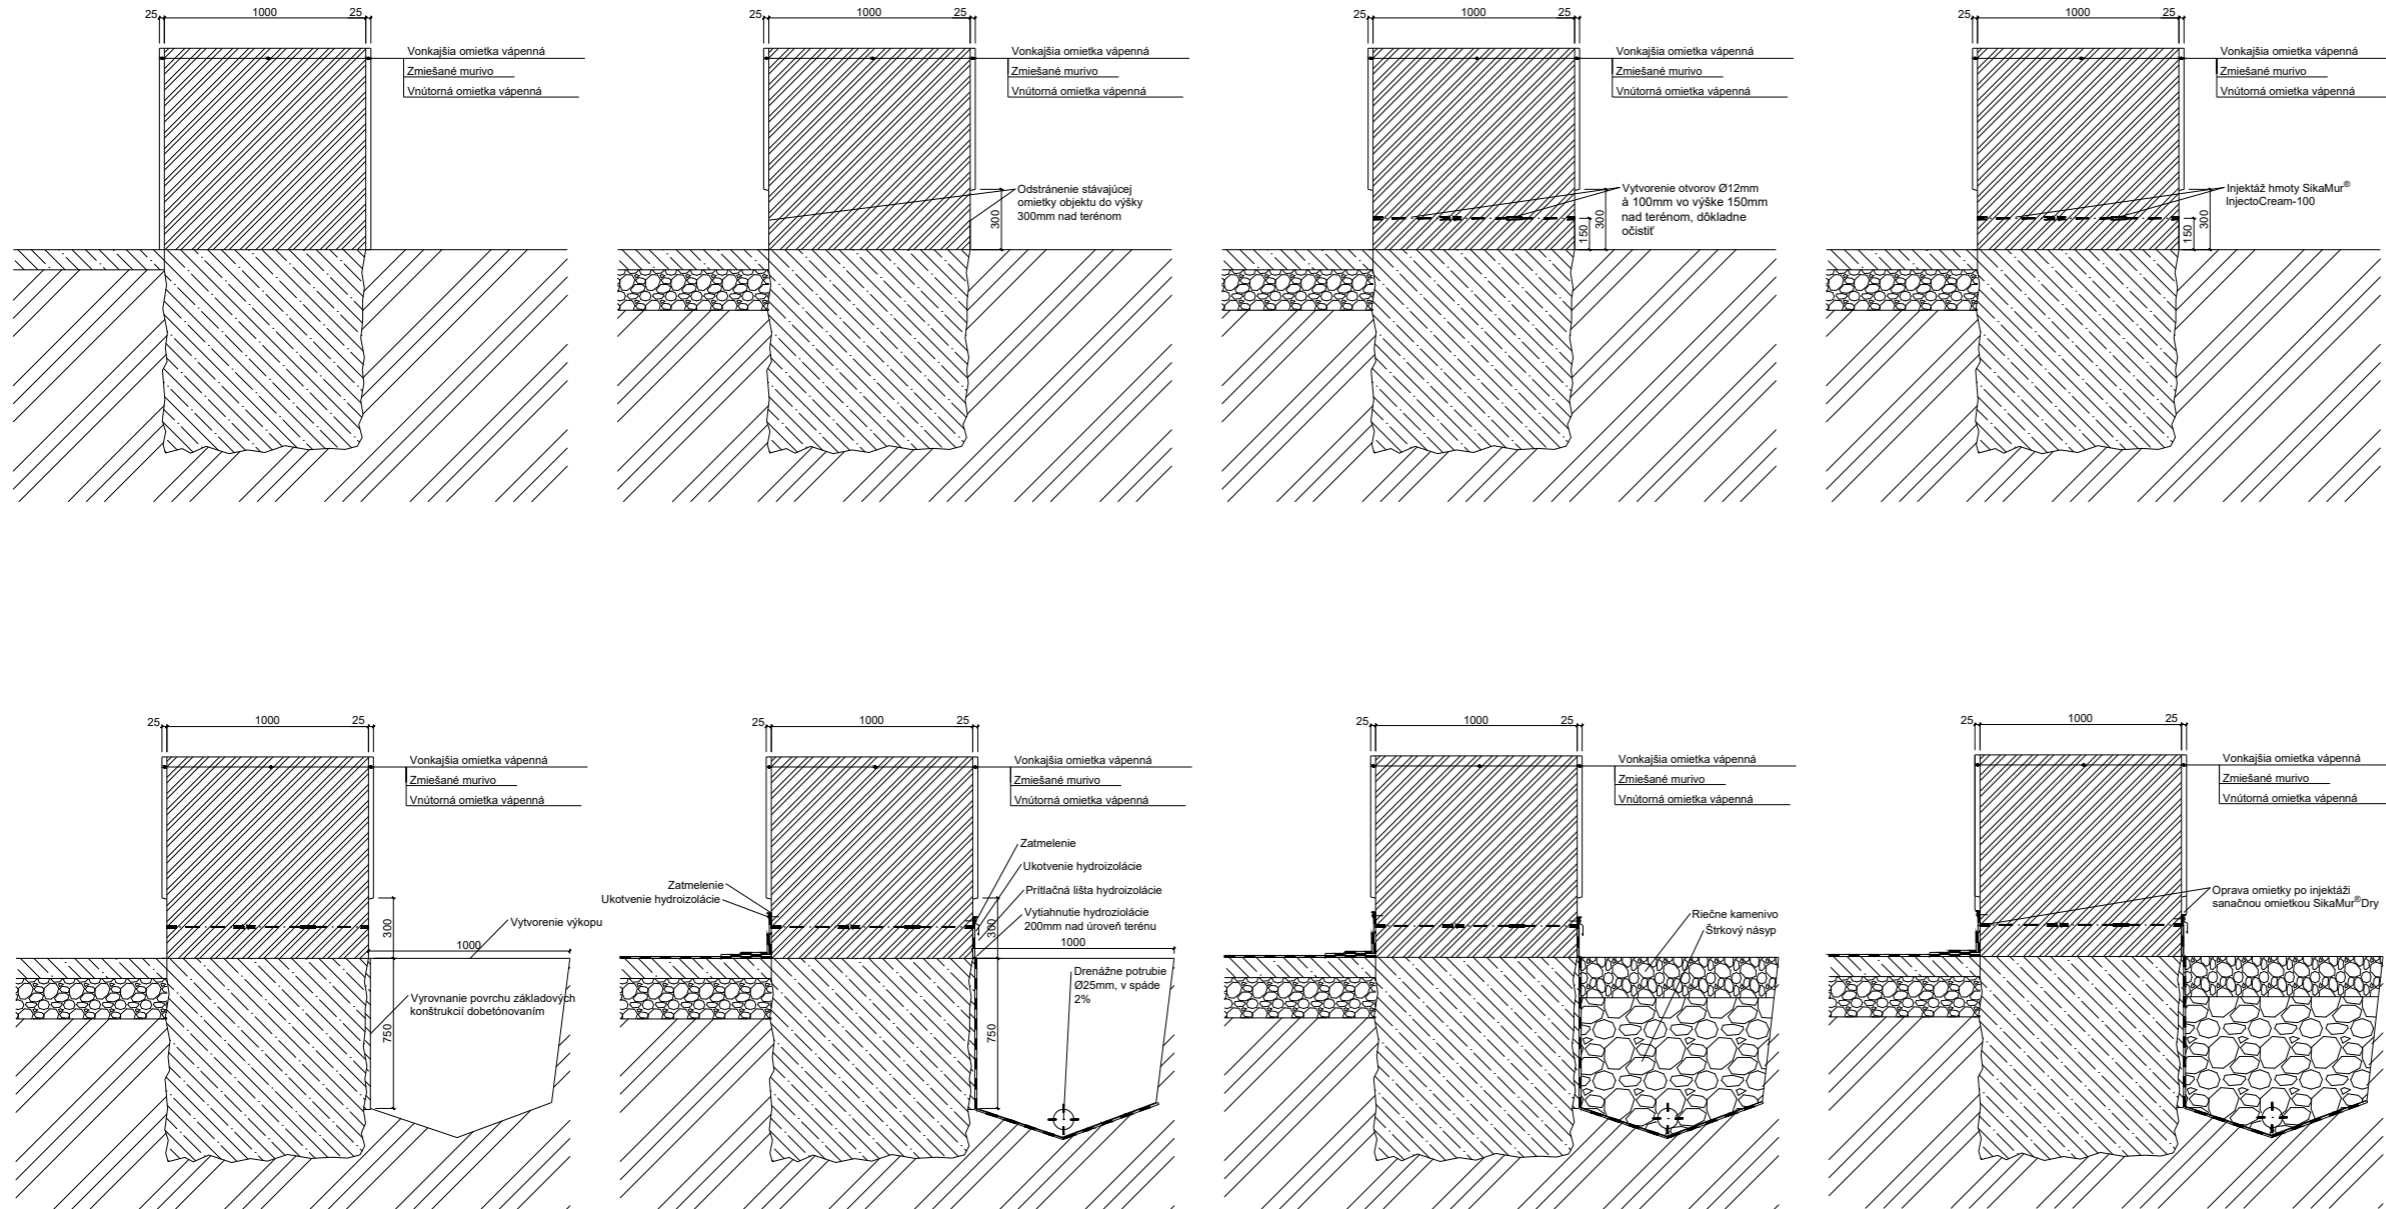 25
1000
25
Vonkajšia omietka vápenná
Zmiešané murivo
Vnútorná omietka vápenná
25
1000
25
Vonkajšia omietka vápenná
Zmiešané murivo
Vnútorná omietka vápenná
Odstránenie stávajúcej
omietky objektu do výšky
300mm nad terénom
300
25
1000
25
Vonkajšia omietka vápenná
Zmiešané murivo
Vnútorná omietka vápenná
Vytvorenie otvorov Ø12mm
à 100mm vo výške 150mm
nad terénom, dôkladne
očistiť
150
300
25
1000
25
Vonkajšia omietka vápenná
Zmiešané murivo
Vnútorná omietka vápenná
Injektáž hmoty SikaMur®
InjectoCream-100
150
300
25
1000
25
Vonkajšia omietka vápenná
Zmiešané murivo
Vnútorná omietka vápenná
Vytvorenie výkopu
300
1000
Vyrovnanie povrchu základových
konštrukcií dobetónovaním
750
25
1000
25
Vonkajšia omietka vápenná
Zmiešané murivo
Vnútorná omietka vápenná
Zatmelenie
Ukotvenie hydroizolácie
Zatmelenie
Ukotvenie hydroizolácie
Prítlačná lišta hydroizolácie
Vytiahnutie hydroziolácie
200mm nad úroveň terénu
300
1000
Drenážne potrubie
Ø25mm, v spáde
2%
750
25
1000
25
Vonkajšia omietka vápenná
Zmiešané murivo
Vnútorná omietka vápenná
Riečne kamenivo
Štrkový násyp
25
1000
25
Vonkajšia omietka vápenná
Zmiešané murivo
Vnútorná omietka vápenná
Oprava omietky po injektáži
sanačnou omietkou SikaMur®Dry